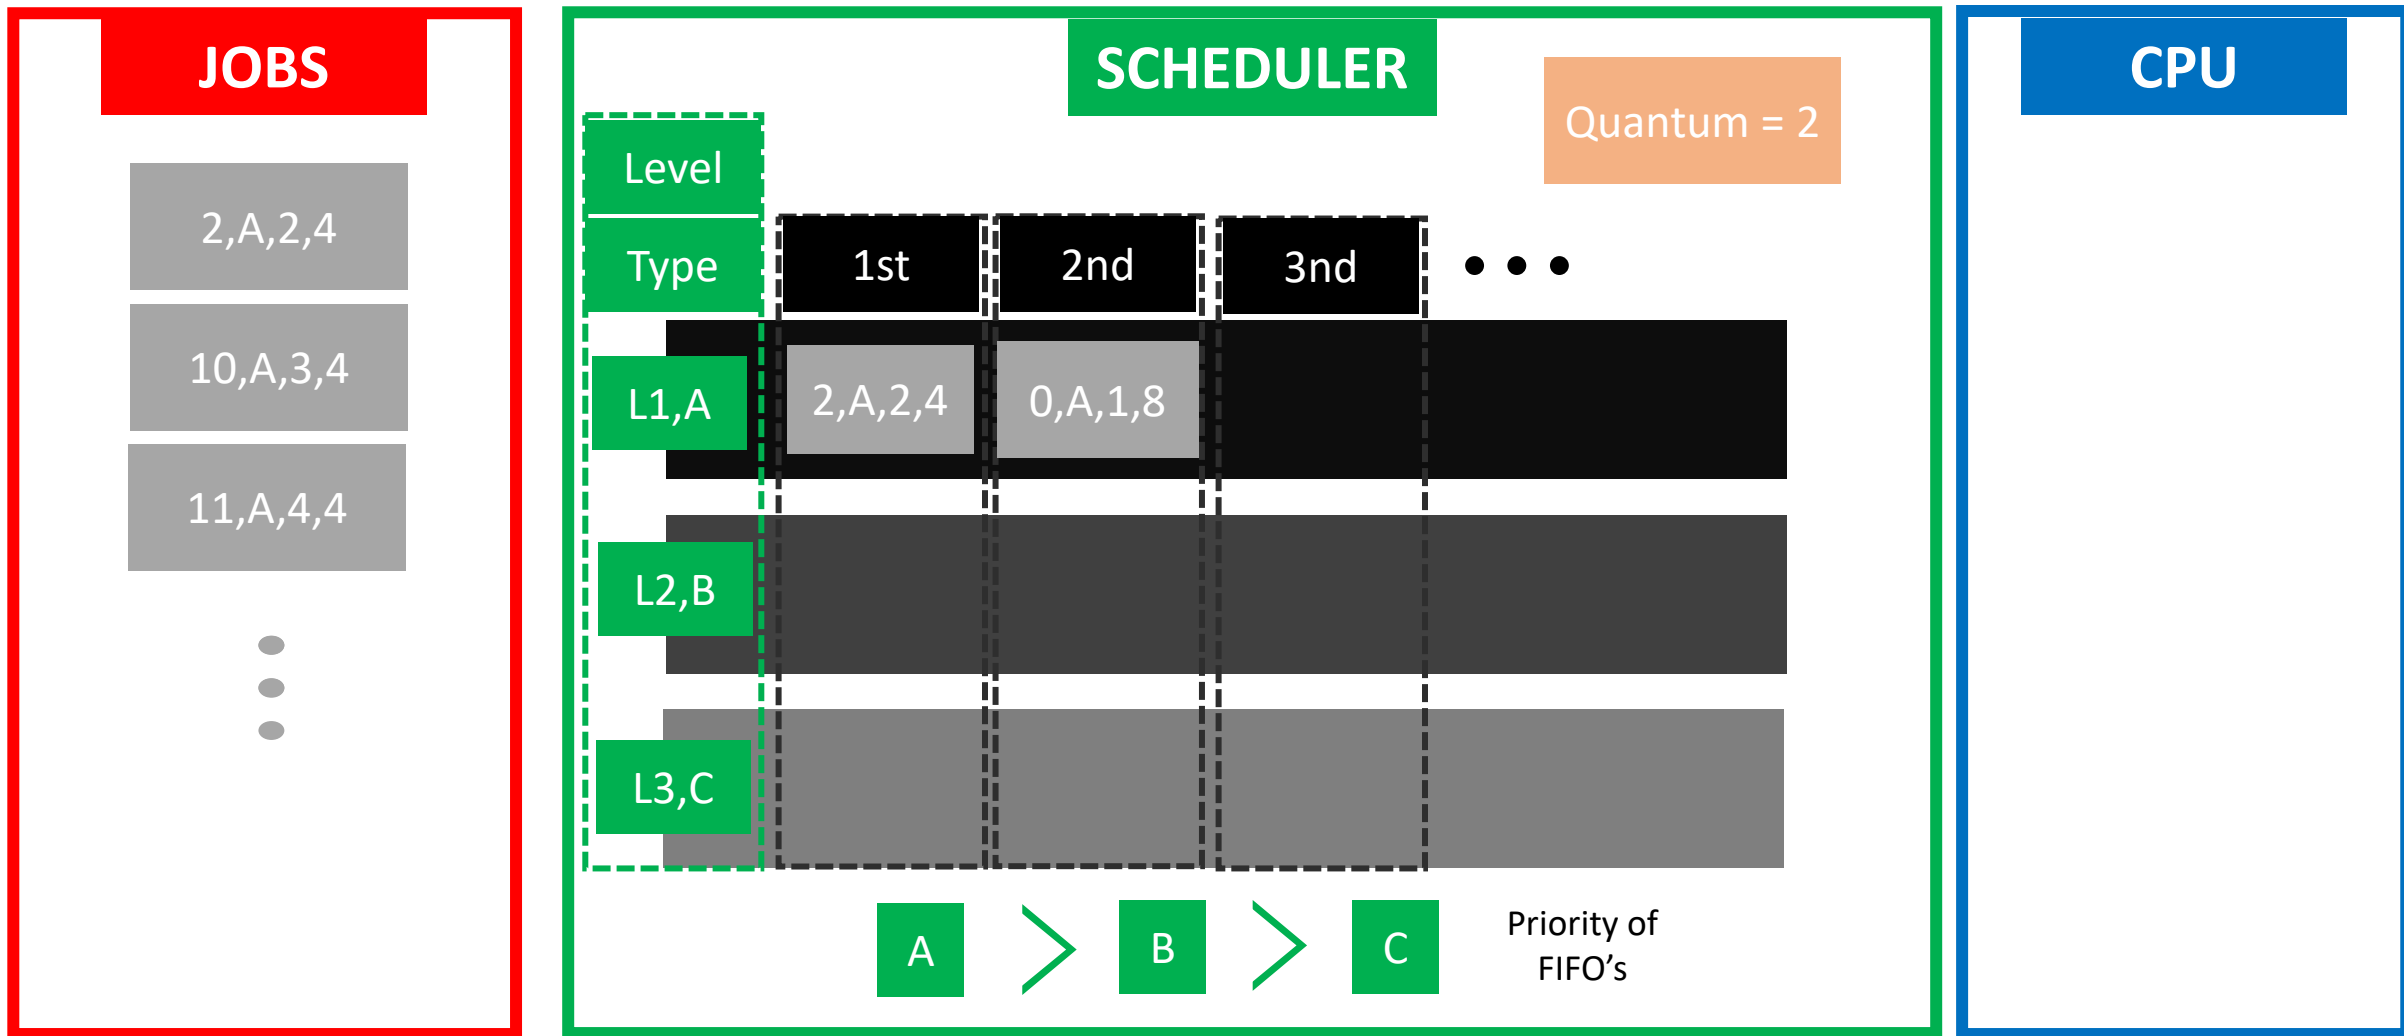 JOBS
2,A,2,4
10,A,3,4
11,A,4,4
SCHEDULER
Quantum = 2
Level
Type
1st
2nd
3nd
L1,A
2,A,2,4
0,A,1,8
L2,B
L3,C
A
B
C
Priority of
FIFO’s
CPU